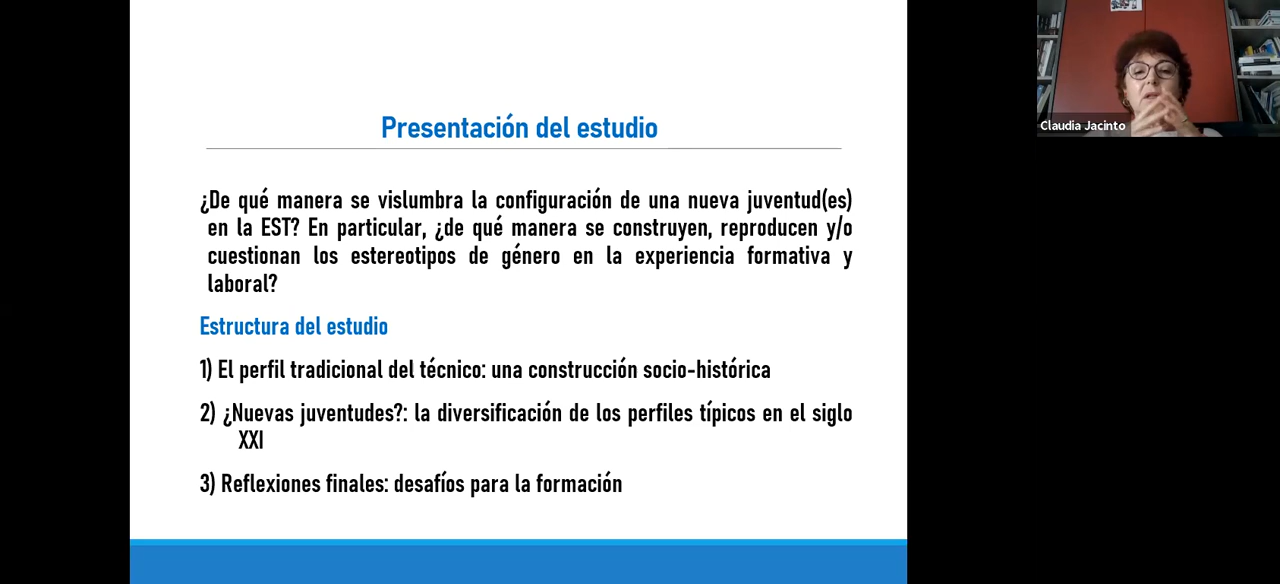 Presentación del estudio
¿De qué manera se vislumbra la configuración de una nueva juventud(es)
en la EST? En particular, ¿de qué manera se construyen, reproducen y/o
cuestionan los estereotipos de género en la experiencia formativa y
laboral?
Estructura del estudio
1) El perfil tradicional del técnico: una construcción socio-histórica
2) ¿Nuevas juventudes?: la diversificación de los perfiles típicos en el siglo
XXI
3) Reflexiones finales: desafíos para la formación
Claudia Jacinto